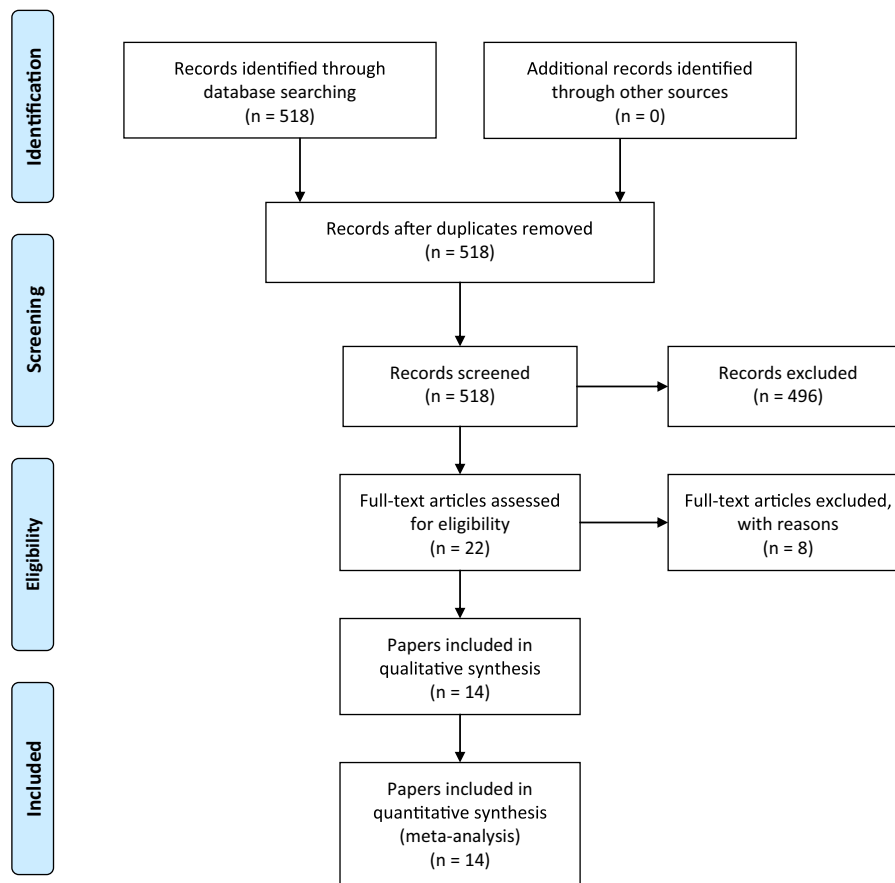 Identification
Records identified through
database searching
(n = 518)
Additional records identified
through other sources
(n = 0)
Records after duplicates removed
(n = 518)
Screening
Records screened
(n = 518)
Records excluded
(n = 496)
Eligibility
Full-text articles assessed
for eligibility
(n = 22)
Full-text articles excluded,
with reasons
(n = 8)
Papers included in
qualitative synthesis
(n = 14)
Included
Papers included in
quantitative synthesis
(meta-analysis)
(n = 14)